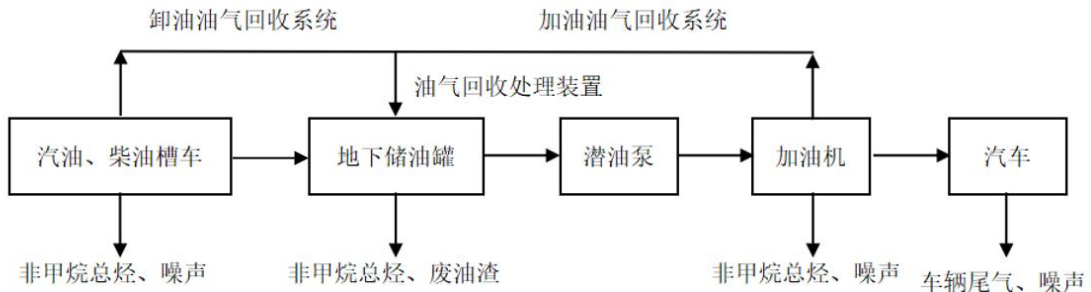 卸油油气回收系统
加油油气回收系统
油气回收处理装置
汽油、柴油槽车
地下储油罐
潜油泵
加油机
汽车
非甲烷总烃、噪声
非甲烷总烃、废油渣
非甲烷总烃、噪声
车辆尾气、噪声